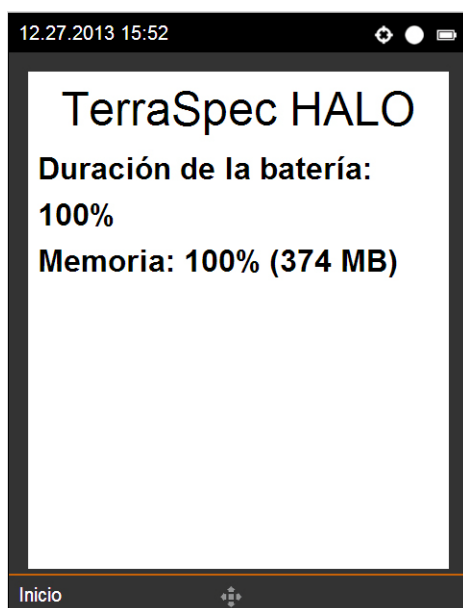 12.27.2013 15:52
TerraSpec HALO
Duración de la batería:
100%
Memoria: 100% (374 MB)
Inicio